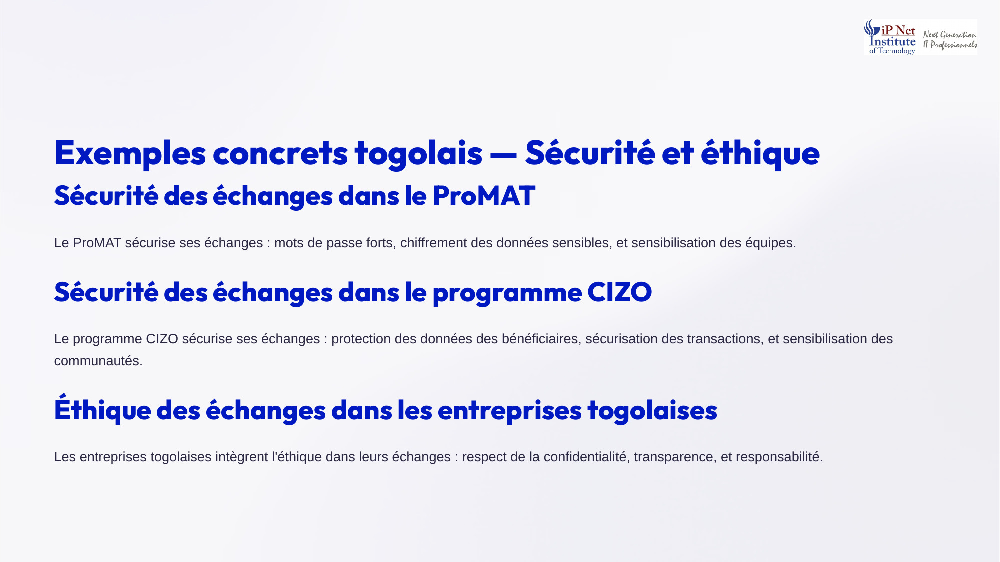 iP Net
Institute
of Technology
Next Generation
IT Professionnels
Exemples concrets togolais — Sécurité et éthique
Sécurité des échanges dans le ProMAT
Le ProMAT sécurise ses échanges : mots de passe forts, chiffrement des données sensibles, et sensibilisation des équipes.
Sécurité des échanges dans le programme CIZO
Le programme CIZO sécurise ses échanges : protection des données des bénéficiaires, sécurisation des transactions, et sensibilisation des
communautés.
Éthique des échanges dans les entreprises togolaises
Les entreprises togolaises intègrent l'éthique dans leurs échanges : respect de la confidentialité, transparence, et responsabilité.